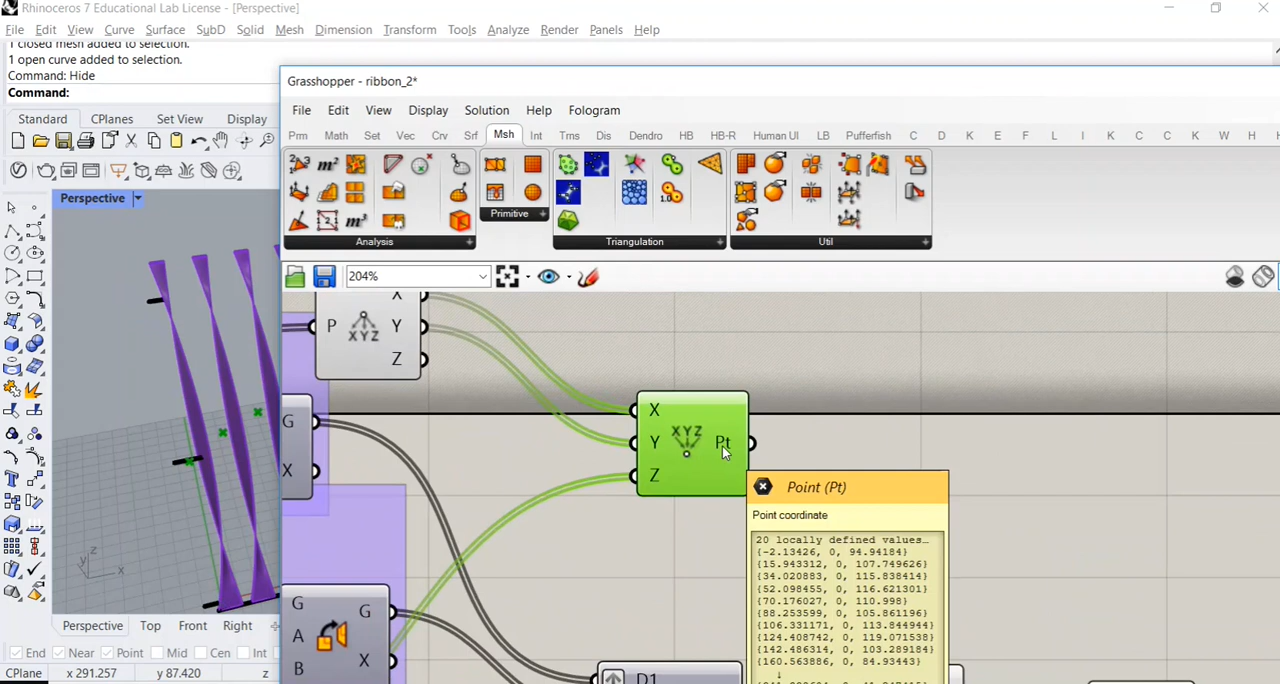 Rhinoceros 7 Educational Lab License - [Perspective]
File Edit View Curve Surface SubD Solid Mesh Dimension Transform Tools Analyze Render Panels Help
1 closed mesh added to selection.
1 open curve added to selection.
Command: Hide
Command:
Standard CPlanes Set View Display
Perspective
Grasshopper - ribbon_2*
File Edit View Display Solution Help Fologram
Prm Math Set Vec Crv Srf Msh Int Trns Dis Dendro HB HB-R Human UI LB Pufferfish C D K E F L I K C C K W H
Analysis Primitive Triangulation Util
204%
X
P XYZ Y
Z
G
X
X
XYZ Y Pt
Z
G G
A
B X
D1
Point (Pt)
Point coordinate
20 locally defined values…
{-2.13426, 0, 94.94184}
{15.943312, 0, 107.749626}
{34.020883, 0, 115.838414}
{52.098455, 0, 116.621301}
{70.176027, 0, 110.998}
{88.253599, 0, 105.861196}
{106.331171, 0, 113.844944}
{124.408742, 0, 119.071538}
{142.486314, 0, 103.289184}
{160.563886, 0, 84.93443}
z
x
Perspective Top Front Right
End Near Point Mid Cen Int
CPlane x 291.257 y 87.420 z